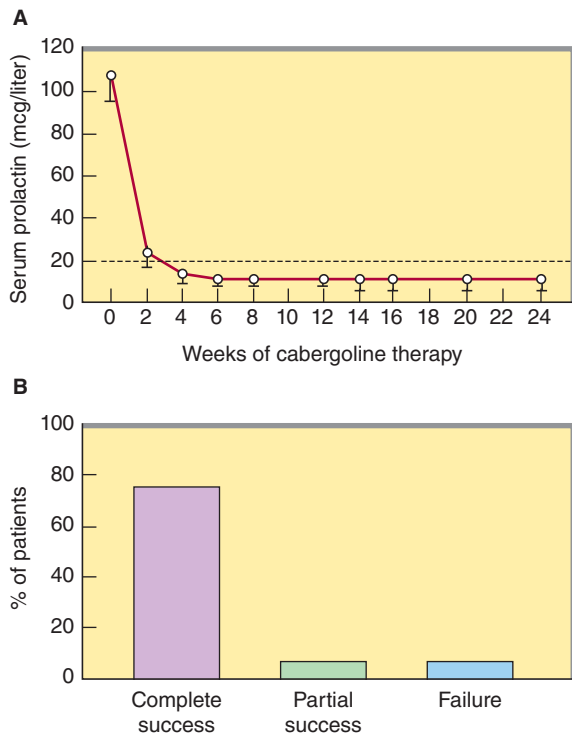 A
Serum prolactin (mcg/liter)
120
100
80
60
40
20
0
0 2 4 6 8 10 12 14 16 18 20 22 24
Weeks of cabergoline therapy
B
% of patients
100
80
60
40
20
0
Complete success
Partial success
Failure